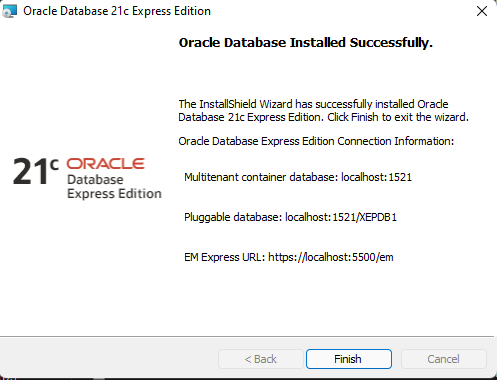 Oracle Database 21c Express Edition
Oracle Database Installed Successfully.
The InstallShield Wizard has successfully installed Oracle
Database 21c Express Edition. Click Finish to exit the wizard.
Oracle Database Express Edition Connection Information:
21c ORACLE
Database
Express Edition
Multitenant container database: localhost:1521
Pluggable database: localhost:1521/XEPDB1
EM Express URL: https://localhost:5500/em
< Back
Finish
Cancel